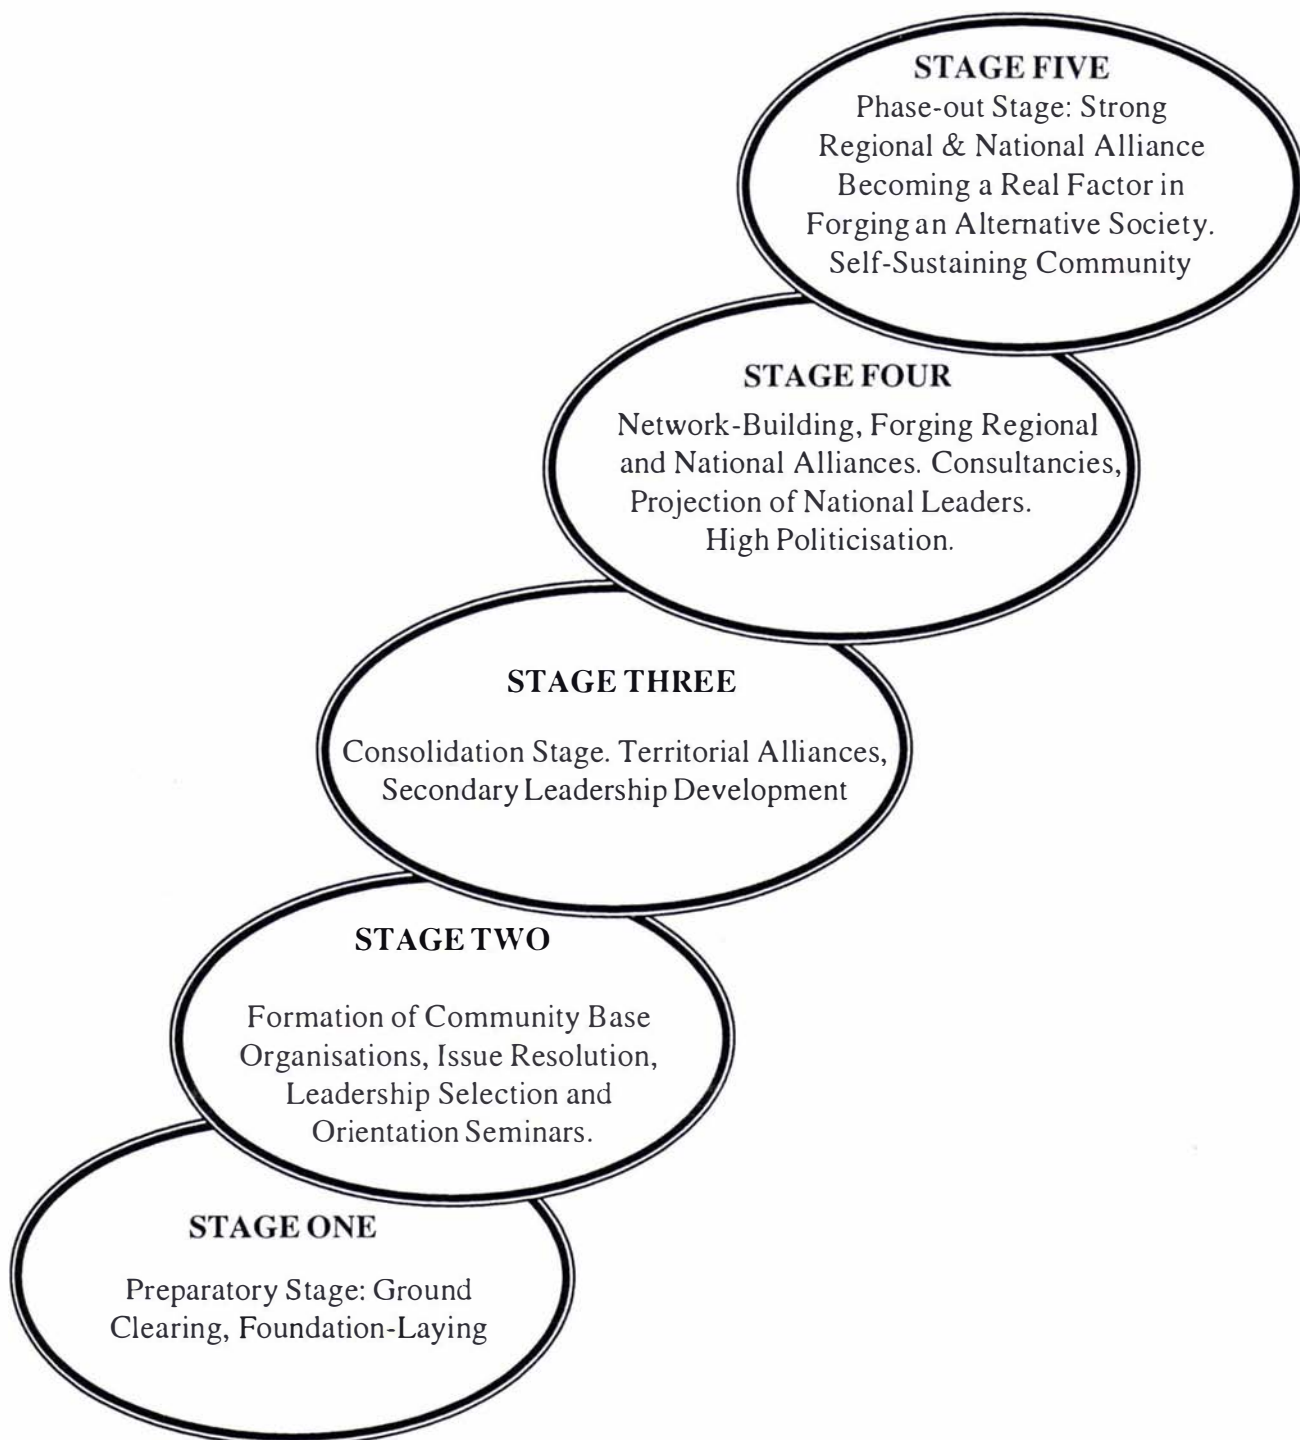 STAGE FIVE
Phase-out Stage: Strong
Regional & National Alliance
Becoming a Real Factor in
Forging an Alternative Society.
Self-Sustaining Community
STAGE FOUR
Network-Building, Forging Regional
and National Alliances. Consultancies,
Projection of National Leaders.
High Politicisation.
STAGE THREE
Consolidation Stage. Territorial Alliances,
Secondary Leadership Development
STAGE TWO
Formation of Community Base
Organisations, Issue Resolution,
Leadership Selection and
Orientation Seminars.
STAGE ONE
Preparatory Stage: Ground
Clearing, Foundation-Laying